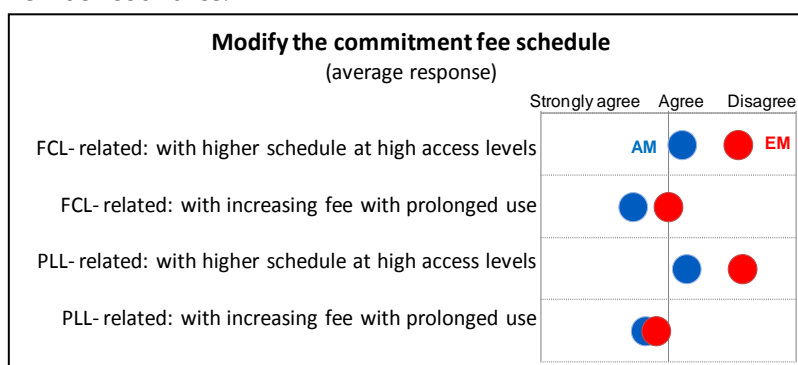 Modify the commitment fee schedule
(average response)
Strongly agree Agree Disagree
FCL- related: with higher schedule at high access levels AM EM
FCL- related: with increasing fee with prolonged use
PLL- related: with higher schedule at high access levels
PLL- related: with increasing fee with prolonged use